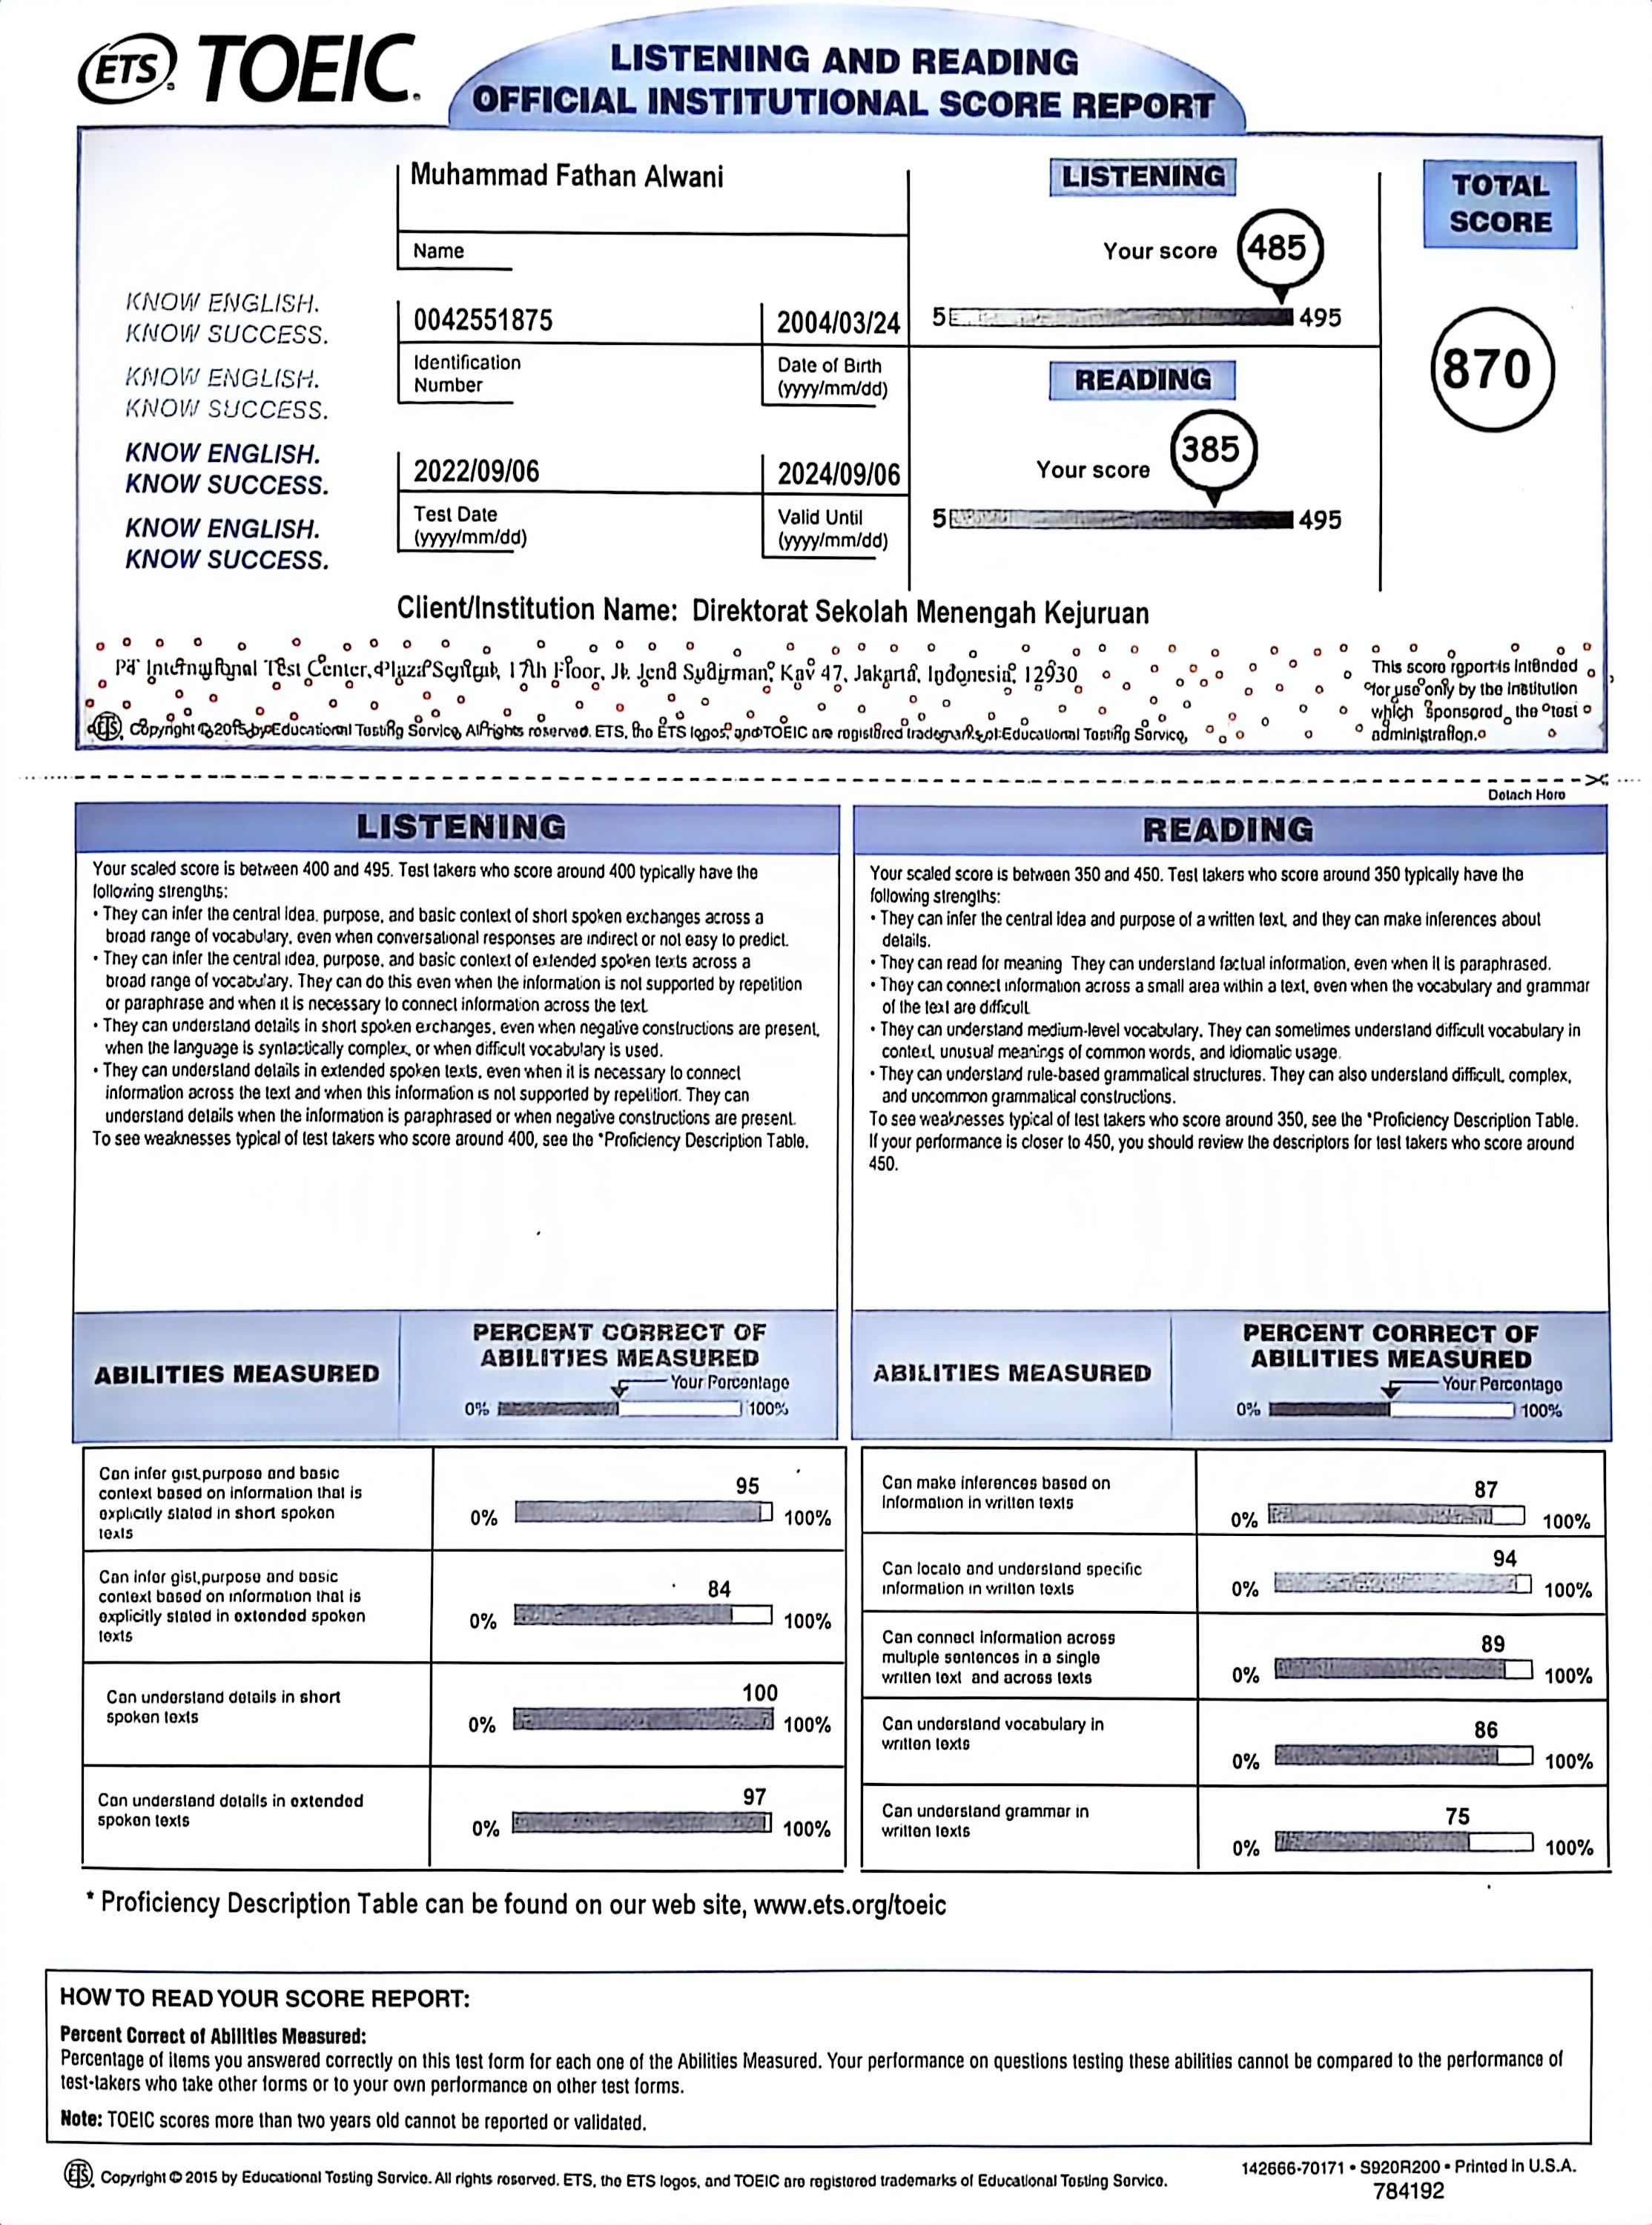 ETS TOEIC.
LISTENING AND READING
OFFICIAL INSTITUTIONAL SCORE REPORT
Muhammad Fathan Alwani
Name
KNOW ENGLISH.
KNOW SUCCESS.
KNOW ENGLISH.
KNOW SUCCESS.
KNOW ENGLISH.
KNOW SUCCESS.
KNOW ENGLISH.
KNOW SUCCESS.
0042551875
Identification
Number
2004/03/24
Date of Birth
(yyyy/mm/dd)
2022/09/06
Test Date
(yyyy/mm/dd)
2024/09/06
Valid Until
(yyyy/mm/dd)
LISTENING
Your score 485
5 495
READING
Your score 385
5 495
TOTAL
SCORE
870
Client/Institution Name: Direktorat Sekolah Menengah Kejuruan
International Test Center, Plaza Sentral, 17th Floor, Jl. Jend Sudirman Kav 47, Jakarta, Indonesia, 12930
This score report is intended
for use only by the institution
which sponsored the test
administration.
ETS Copyright © 2015 by Educational Testing Service, All rights reserved. ETS, the ETS logos, and TOEIC are registered trademarks of Educational Testing Service,
Detach Here
LISTENING
Your scaled score is between 400 and 495. Test takers who score around 400 typically have the
following strengths:
• They can infer the central idea, purpose, and basic context of short spoken exchanges across a
broad range of vocabulary, even when conversational responses are indirect or not easy to predict.
• They can infer the central idea, purpose, and basic context of extended spoken texts across a
broad range of vocabulary. They can do this even when the information is not supported by repetition
or paraphrase and when it is necessary to connect information across the text
• They can understand details in short spoken exchanges, even when negative constructions are present,
when the language is syntactically complex, or when difficult vocabulary is used.
• They can understand details in extended spoken texts, even when it is necessary to connect
information across the text and when this information is not supported by repetition. They can
understand details when the information is paraphrased or when negative constructions are present.
To see weaknesses typical of test takers who score around 400, see the *Proficiency Description Table.
READING
Your scaled score is between 350 and 450. Test takers who score around 350 typically have the
following strengths:
• They can infer the central idea and purpose of a written text, and they can make inferences about
details.
• They can read for meaning They can understand factual information, even when it is paraphrased.
• They can connect information across a small area within a text, even when the vocabulary and grammar
of the text are difficult
• They can understand medium-level vocabulary. They can sometimes understand difficult vocabulary in
context, unusual meanings of common words, and idiomatic usage.
• They can understand rule-based grammatical structures. They can also understand difficult, complex,
and uncommon grammatical constructions.
To see weaknesses typical of test takers who score around 350, see the *Proficiency Description Table.
If your performance is closer to 450, you should review the descriptors for test takers who score around
450.
ABILITIES MEASURED
PERCENT CORRECT OF
ABILITIES MEASURED
Your Percentage
0% 100%
Can infer gist, purpose and basic
context based on information that is
explicitly stated in short spoken
texts
95
0% 100%
Can infer gist, purpose and basic
context based on information that is
explicitly stated in extended spoken
texts
84
0% 100%
Can understand details in short
spoken texts
100
0% 100%
Can understand details in extended
spoken texts
97
0% 100%
ABILITIES MEASURED
PERCENT CORRECT OF
ABILITIES MEASURED
Your Percentage
0% 100%
Can make inferences based on
information in written texts
87
0% 100%
Can locate and understand specific
information in written texts
94
0% 100%
Can connect information across
multiple sentences in a single
written text and across texts
89
0% 100%
Can understand vocabulary in
written texts
86
0% 100%
Can understand grammar in
written texts
75
0% 100%
* Proficiency Description Table can be found on our web site, www.ets.org/toeic
HOW TO READ YOUR SCORE REPORT:
Percent Correct of Abilities Measured:
Percentage of items you answered correctly on this test form for each one of the Abilities Measured. Your performance on questions testing these abilities cannot be compared to the performance of
test-takers who take other forms or to your own performance on other test forms.
Note: TOEIC scores more than two years old cannot be reported or validated.
ETS Copyright © 2015 by Educational Testing Service. All rights reserved. ETS, the ETS logos, and TOEIC are registered trademarks of Educational Testing Service.
142666-70171 • S920R200 • Printed in U.S.A.
784192